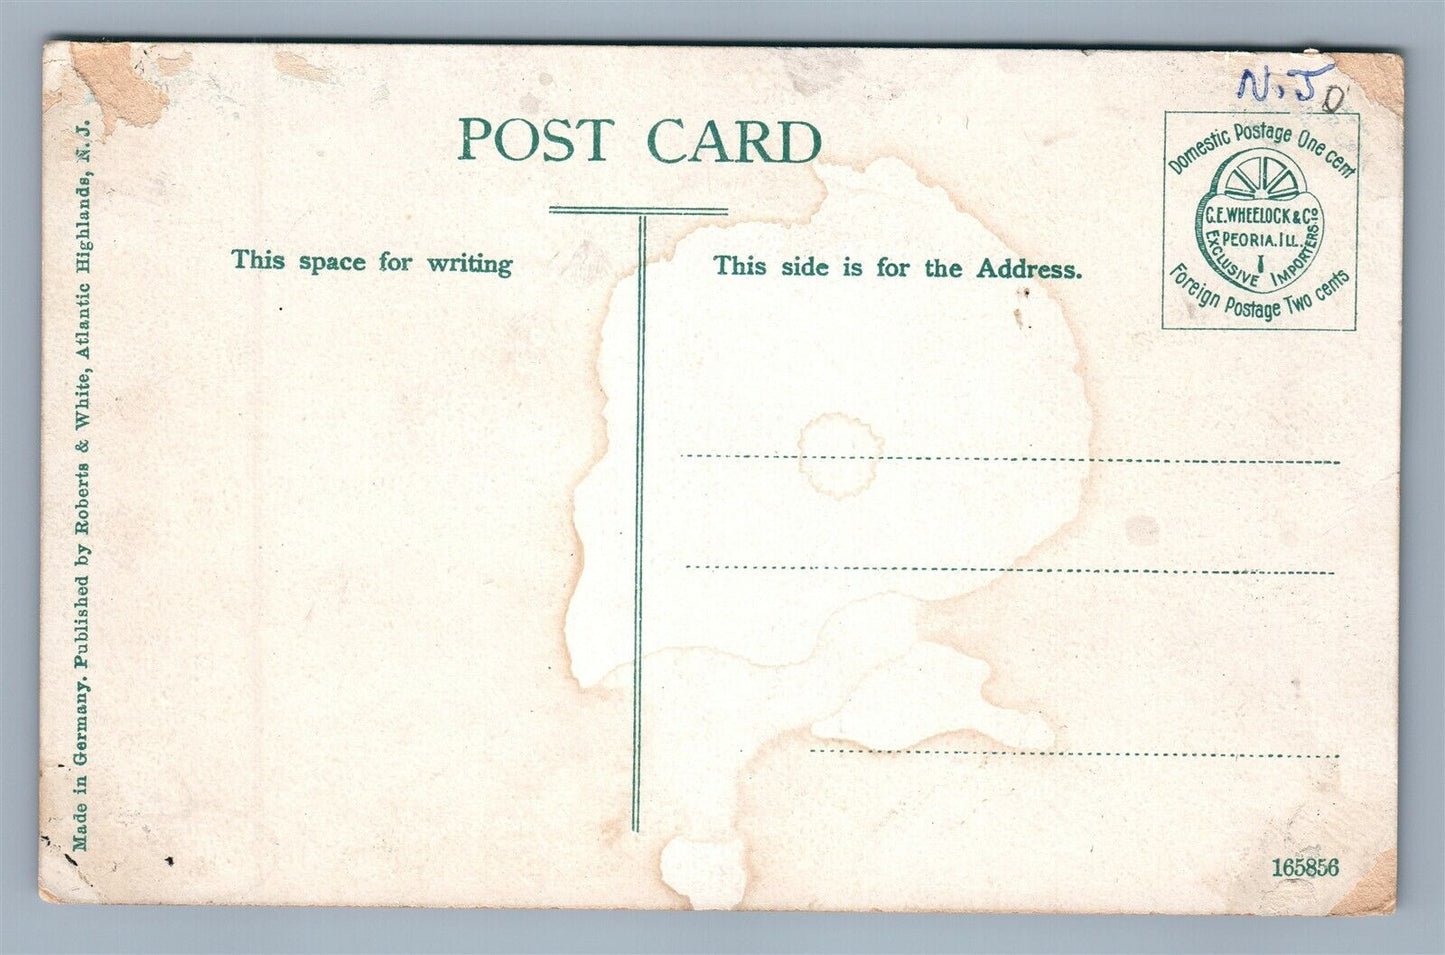 N.J
POST CARD
Domestic Postage One cent
C.E. WHEELOCK & Co
PEORIA. ILL.
EXCLUSIVE IMPORTERS
Foreign Postage Two cents
This space for writing
This side is for the Address.
Made in Germany. Published by Roberts & White, Atlantic Highlands, N. J.
165856